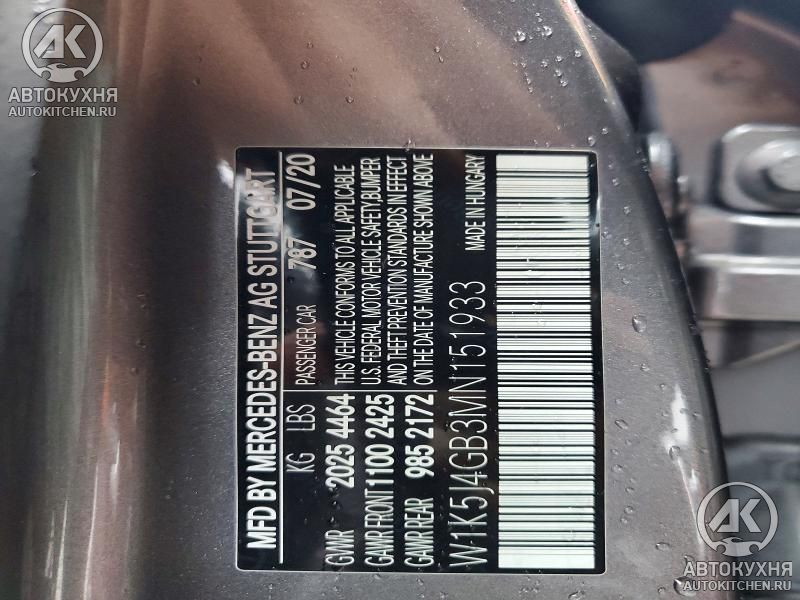 АК
АВТОКУХНЯ
AUTOKITCHEN.RU
MFD BY MERCEDES-BENZ AG STUTTGART
KG LBS PASSENGER CAR 787 07/20
GVWR 2025 4464 THIS VEHICLE CONFORMS TO ALL APPLICABLE
GAWR FRONT 1100 2425 U.S. FEDERAL MOTOR VEHICLE SAFETY,BUMPER
AND THEFT PREVENTION STANDARDS IN EFFECT
GAWR REAR 985 2172 ON THE DATE OF MANUFACTURE SHOWN ABOVE
W1K5J4GB3MN151933 MADE IN HUNGARY
АК
АВТОКУХНЯ
AUTOKITCHEN.RU